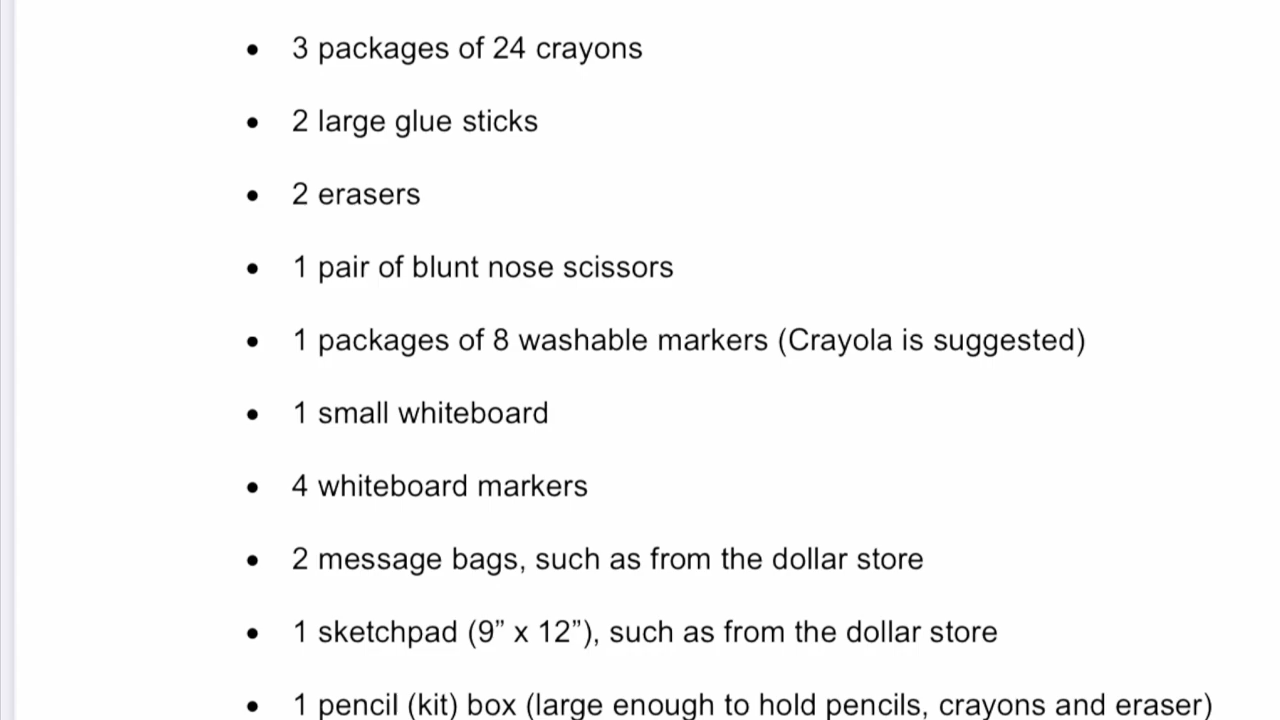 • 3 packages of 24 crayons
• 2 large glue sticks
• 2 erasers
• 1 pair of blunt nose scissors
• 1 packages of 8 washable markers (Crayola is suggested)
• 1 small whiteboard
• 4 whiteboard markers
• 2 message bags, such as from the dollar store
• 1 sketchpad (9” x 12”), such as from the dollar store
• 1 pencil (kit) box (large enough to hold pencils, crayons and eraser)